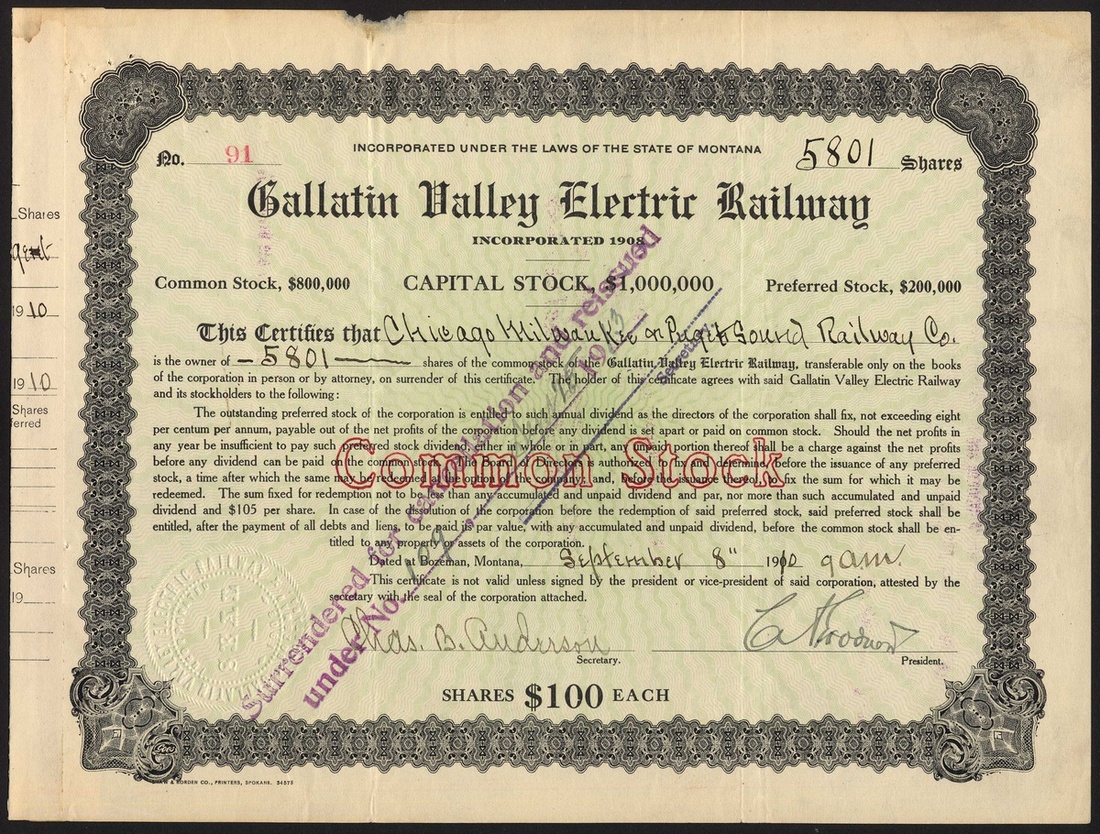 No. 91
INCORPORATED UNDER THE LAWS OF THE STATE OF MONTANA
5801 Shares
Gallatin Valley Electric Railway
INCORPORATED 1908
Common Stock, $800,000
CAPITAL STOCK, $1,000,000
Preferred Stock, $200,000
This Certifies that Chicago Milwaukee on Puget Sound Railway Co.
is the owner of —5801— shares of the common stock of the Gallatin Valley Electric Railway, transferable only on the books
of the corporation in person or by attorney, on surrender of this certificate. The holder of this certificate agrees with said Gallatin Valley Electric Railway
and its stockholders to the following:
The outstanding preferred stock of the corporation is entitled to such annual dividend as the directors of the corporation shall fix, not exceeding eight
per centum per annum, payable out of the net profits of the corporation before any dividend is set apart or paid on common stock. Should the net profits in
any year be insufficient to pay such preferred stock dividend, either in whole or in part, any unpaid portion thereof shall be a charge against the net profits
before any dividend can be paid on the common stock. The Board of Directors is authorized to fix and determine, before the issuance of any preferred
stock, a time after which the same may be redeemed at the option of the company and, before the issuance thereof, to fix the sum for which it may be
redeemed. The sum fixed for redemption not to be less than any accumulated and unpaid dividend and par, nor more than such accumulated and unpaid
dividend and $105 per share. In case of the dissolution of the corporation before the redemption of said preferred stock, said preferred stock shall be
entitled, after the payment of all debts and liens, to be paid its par value, with any accumulated and unpaid dividend, before the common stock shall be en-
titled to any property or assets of the corporation.
Common Stock
Dated at Bozeman, Montana, September 8" 1910 9am.
This certificate is not valid unless signed by the president or vice-president of said corporation, attested by the
secretary with the seal of the corporation attached.
Chas. B. Anderson
Secretary.
President.
SHARES $100 EACH
Surrendered for cancellation and reissued
under No.
Secretary.
SEAL
Shares
1910
1910
Shares
Shares
19
& BORDEN CO., PRINTERS, SPOKANE. 54575